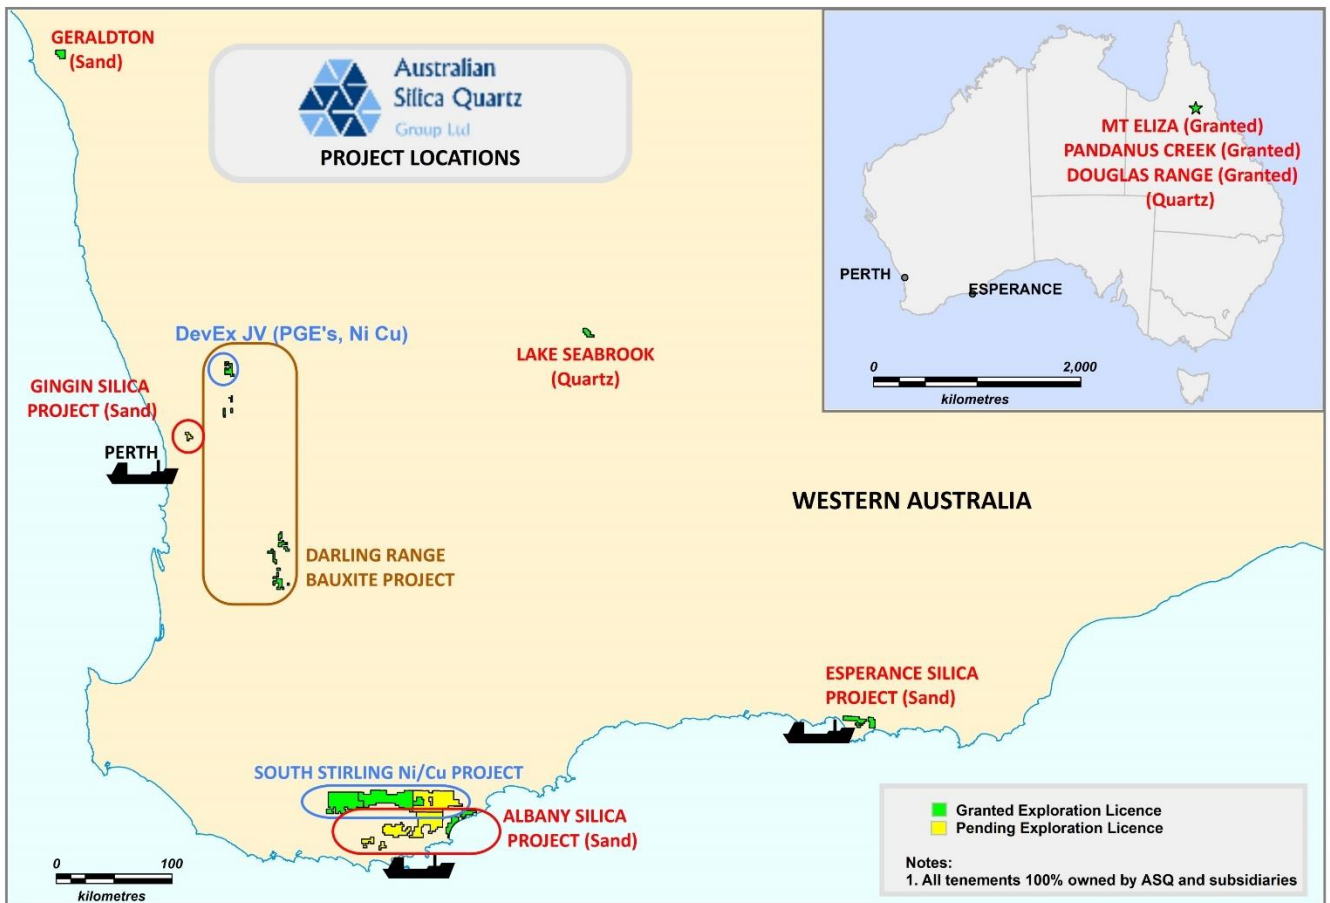 GERALDTON
(Sand)
Australian
Silica Quartz
Group Ltd
PROJECT LOCATIONS
MT ELIZA (Granted)
PANDANUS CREEK (Granted)
DOUGLAS RANGE (Granted)
(Quartz)
PERTH
ESPERANCE
0 2,000
kilometres
DevEx JV (PGE's, Ni Cu)
LAKE SEABROOK
(Quartz)
GINGIN SILICA
PROJECT (Sand)
PERTH
WESTERN AUSTRALIA
DARLING RANGE
BAUXITE PROJECT
ESPERANCE SILICA
PROJECT (Sand)
SOUTH STIRLING Ni/Cu PROJECT
ALBANY SILICA
PROJECT (Sand)
0 100
kilometres
Granted Exploration Licence
Pending Exploration Licence
Notes:
1. All tenements 100% owned by ASQ and subsidiaries